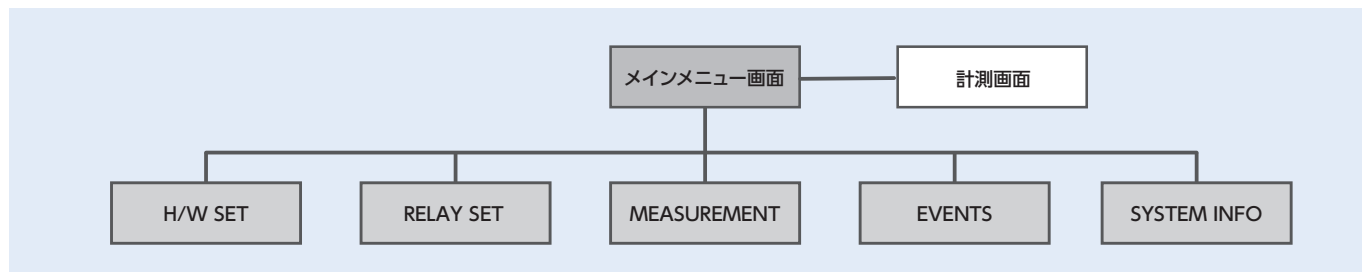 メインメニュー画面
計測画面
H/W SET
RELAY SET
MEASUREMENT
EVENTS
SYSTEM INFO